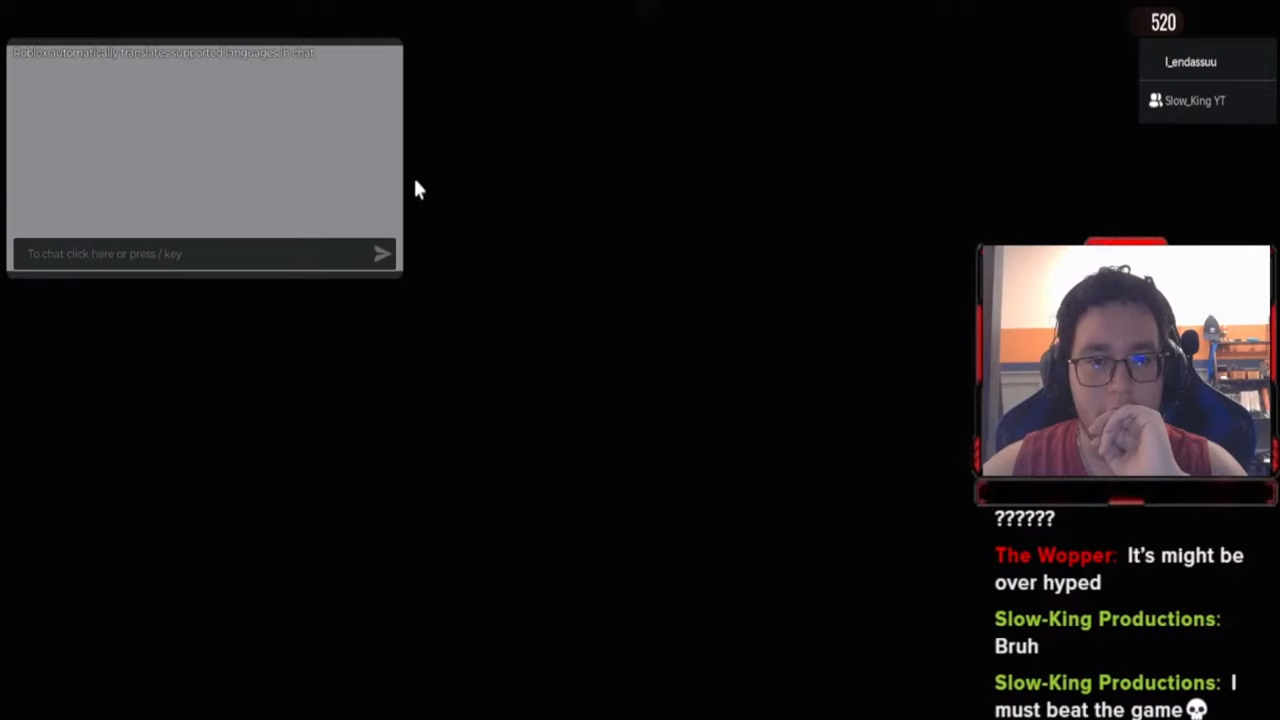 520
Roblox automatically translates supported languages in chat
l_endassuu
Slow_King YT
To chat click here or press / key
??????
The Wopper: It's might be
over hyped
Slow-King Productions:
Bruh
Slow-King Productions: I
must beat the game💀